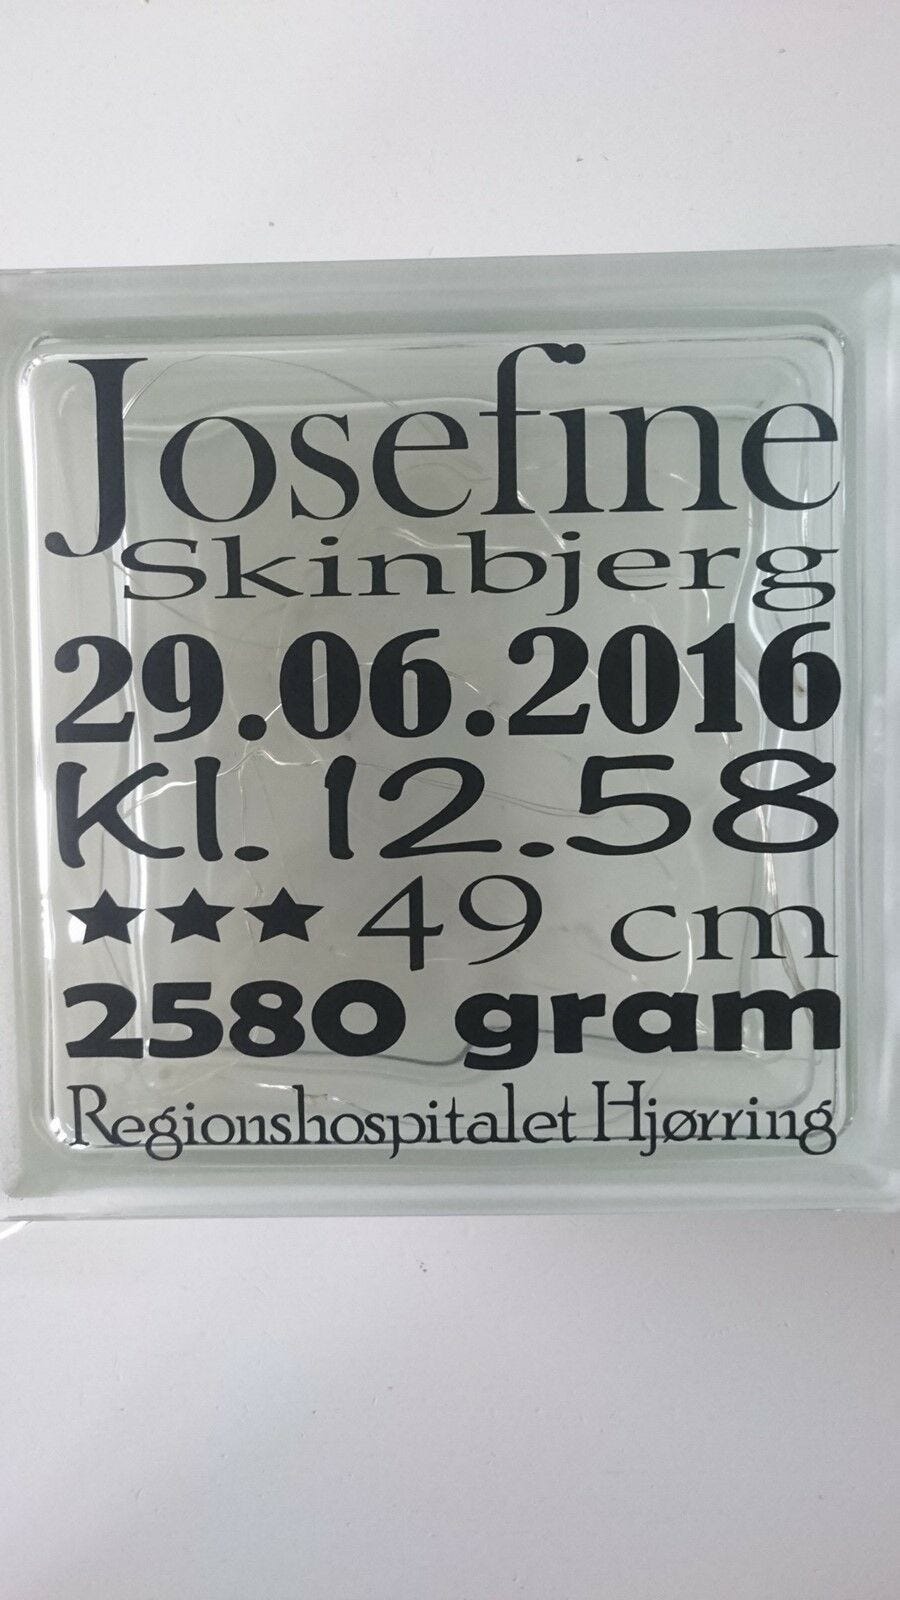 Josefine
Skinbjerg
29.06.2016
Kl. 12.58
★★★ 49 cm
2580 gram
Regionshospitalet Hjørring